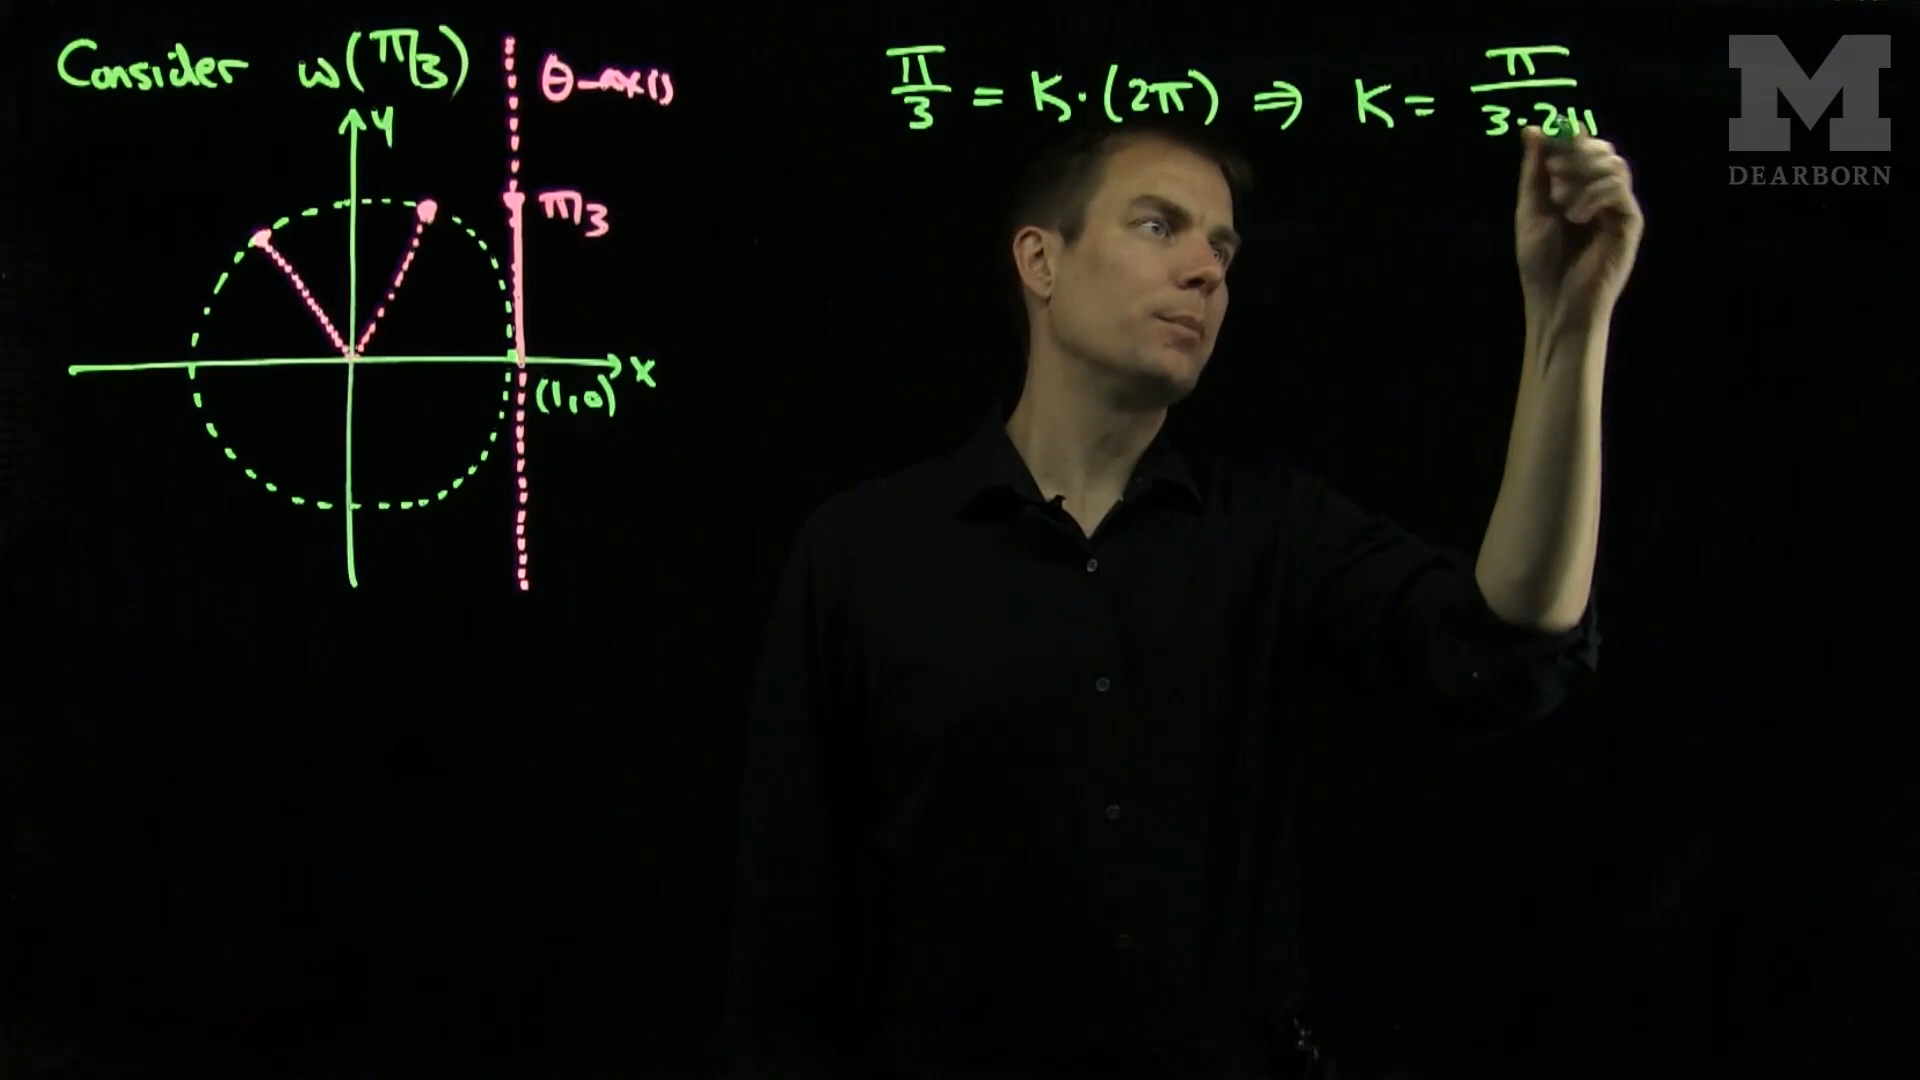 Consider w(π/3)
θ-axis
y
π/3
x
(1,0)
π/3 = K·(2π) ⇒ K = π/(3·2π)
M
DEARBORN